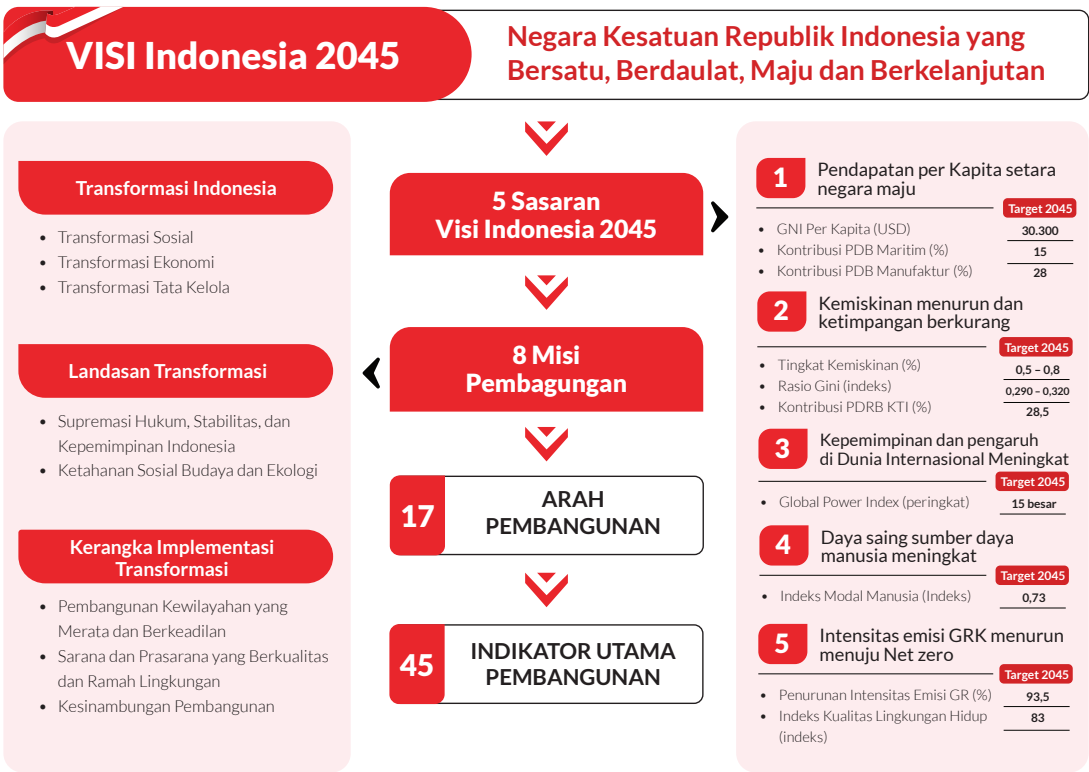 VISI Indonesia 2045
Negara Kesatuan Republik Indonesia yang
Bersatu, Berdaulat, Maju dan Berkelanjutan
Transformasi Indonesia
• Transformasi Sosial
• Transformasi Ekonomi
• Transformasi Tata Kelola
Landasan Transformasi
• Supremasi Hukum, Stabilitas, dan
Kepemimpinan Indonesia
• Ketahanan Sosial Budaya dan Ekologi
Kerangka Implementasi
Transformasi
• Pembangunan Kewilayahan yang
Merata dan Berkeadilan
• Sarana dan Prasarana yang Berkualitas
dan Ramah Lingkungan
• Kesinambungan Pembangunan
5 Sasaran
Visi Indonesia 2045
8 Misi
Pembagungan
17
ARAH
PEMBANGUNAN
45
INDIKATOR UTAMA
PEMBANGUNAN
1
Pendapatan per Kapita setara
negara maju
Target 2045
• GNI Per Kapita (USD) 30.300
• Kontribusi PDB Maritim (%) 15
• Kontribusi PDB Manufaktur (%) 28
2
Kemiskinan menurun dan
ketimpangan berkurang
Target 2045
• Tingkat Kemiskinan (%) 0,5 – 0,8
• Rasio Gini (indeks) 0,290 – 0,320
• Kontribusi PDRB KTI (%) 28,5
3
Kepemimpinan dan pengaruh
di Dunia Internasional Meningkat
Target 2045
• Global Power Index (peringkat) 15 besar
4
Daya saing sumber daya
manusia meningkat
Target 2045
• Indeks Modal Manusia (Indeks) 0,73
5
Intensitas emisi GRK menurun
menuju Net zero
Target 2045
• Penurunan Intensitas Emisi GR (%) 93,5
• Indeks Kualitas Lingkungan Hidup 83
(indeks)